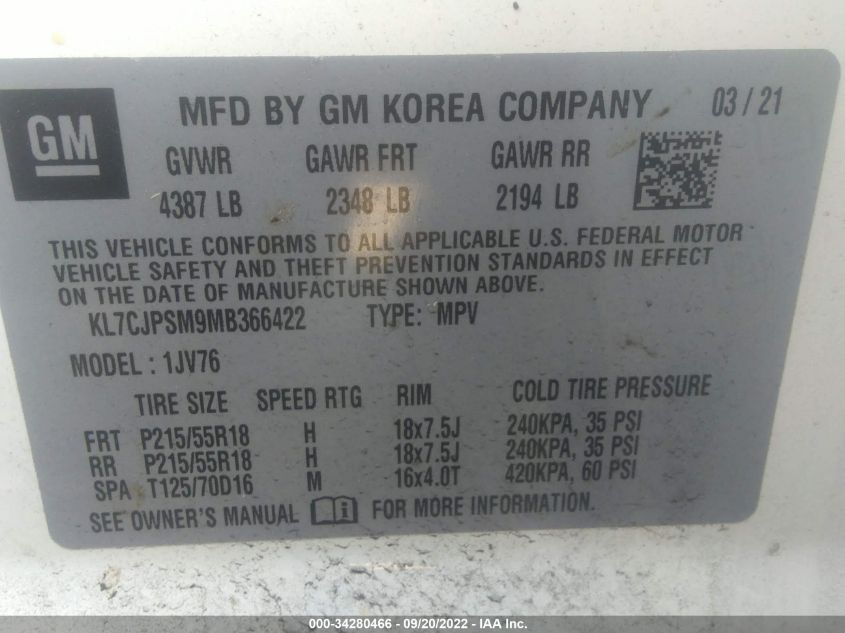 GM
MFD BY GM KOREA COMPANY 03 / 21
GVWR GAWR FRT GAWR RR
4387 LB 2348 LB 2194 LB
THIS VEHICLE CONFORMS TO ALL APPLICABLE U.S. FEDERAL MOTOR
VEHICLE SAFETY AND THEFT PREVENTION STANDARDS IN EFFECT
ON THE DATE OF MANUFACTURE SHOWN ABOVE.
KL7CJPSM9MB366422 TYPE: MPV
MODEL : 1JV76
TIRE SIZE SPEED RTG RIM COLD TIRE PRESSURE
FRT P215/55R18 H 18x7.5J 240KPA, 35 PSI
RR P215/55R18 H 18x7.5J 240KPA, 35 PSI
SPA T125/70D16 M 16x4.0T 420KPA, 60 PSI
SEE OWNER'S MANUAL i FOR MORE INFORMATION.
000-34280466 - 09/20/2022 - IAA Inc.